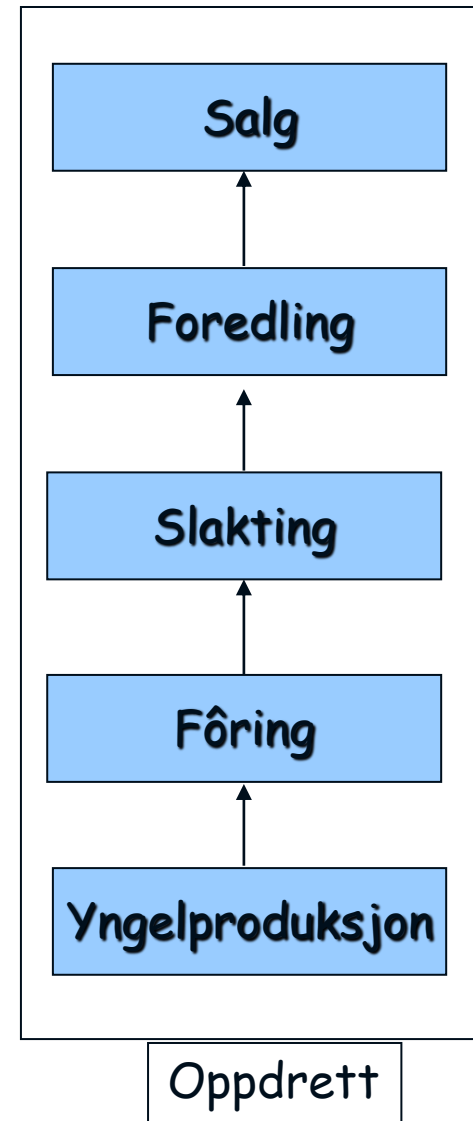 Salg
Foredling
Slakting
Fôring
Yngelproduksjon
Oppdrett